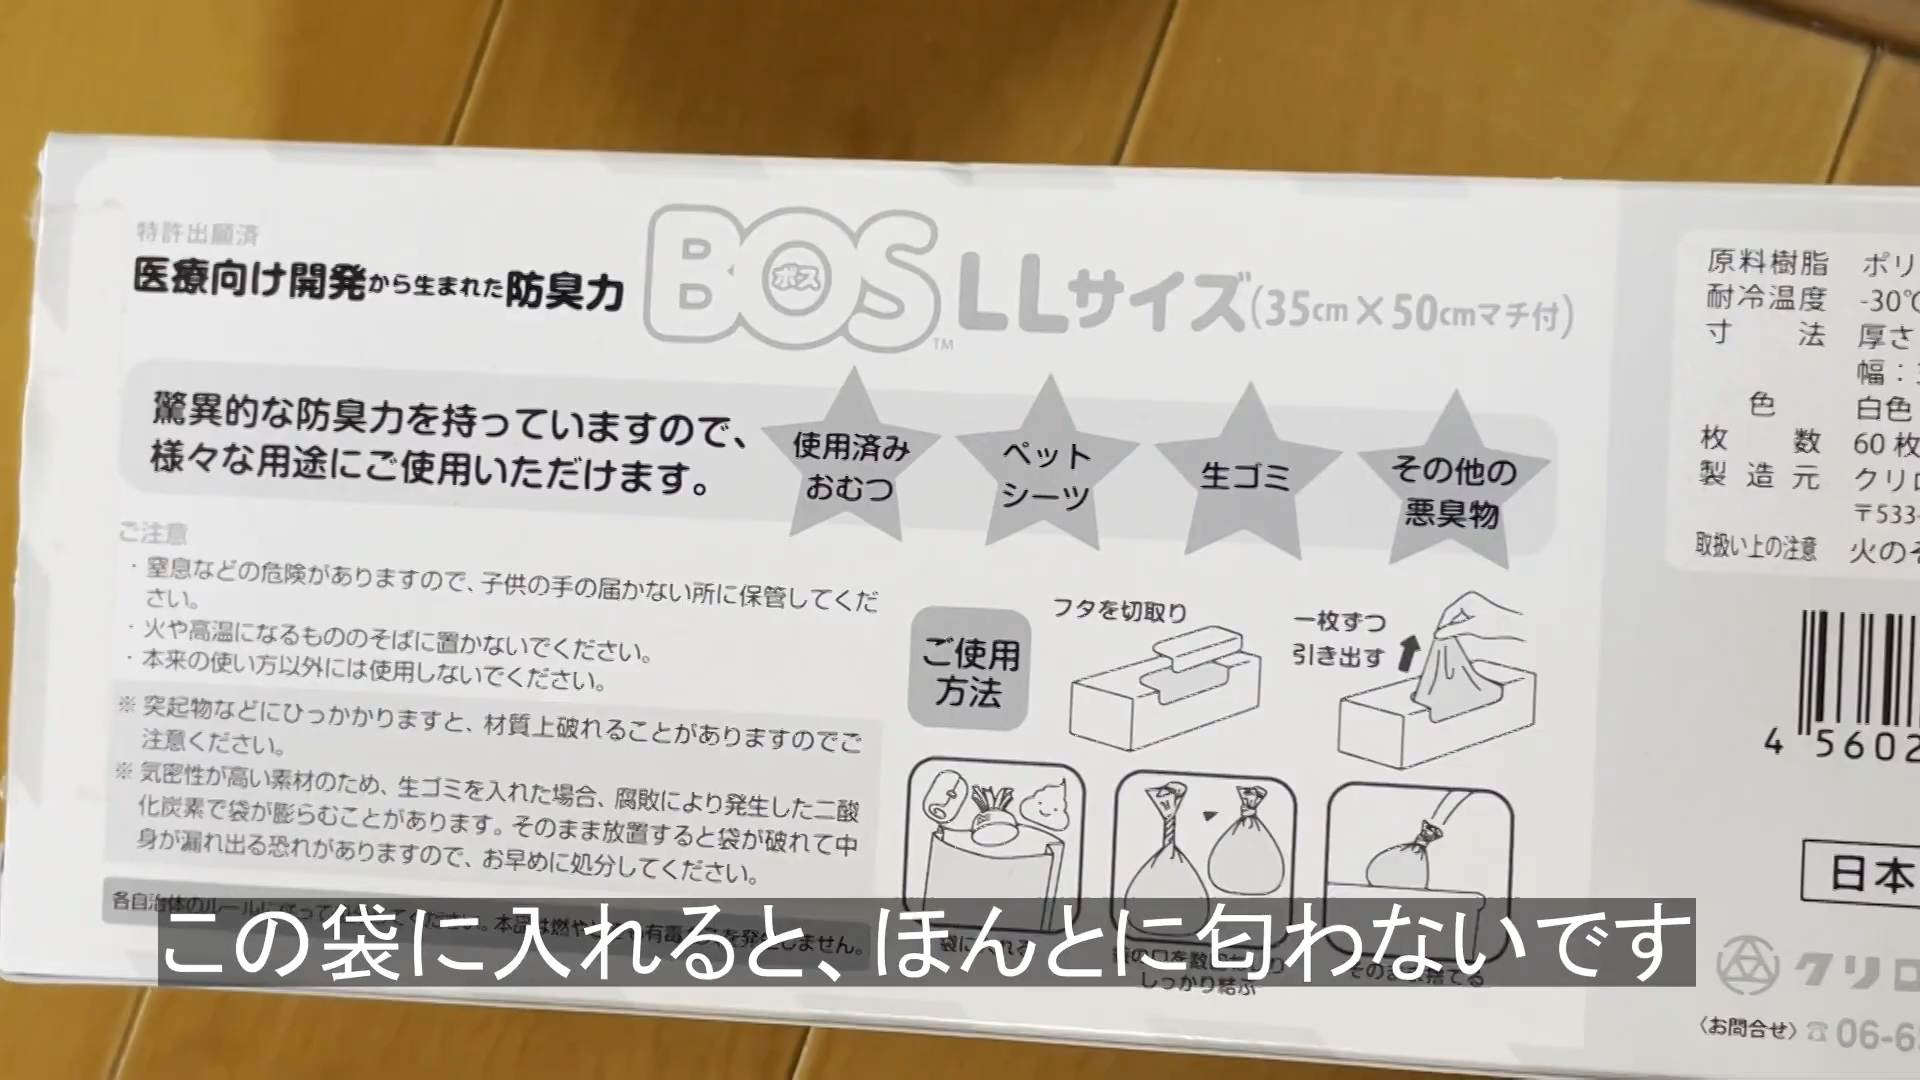 特許出願済
医療向け開発から生まれた防臭力
BOS ボス ™ LLサイズ(35cm×50cmマチ付)
驚異的な防臭力を持っていますので、
様々な用途にご使用いただけます。
使用済み
おむつ
ペット
シーツ
生ゴミ
その他の
悪臭物
ご注意
・窒息などの危険がありますので、子供の手の届かない所に保管してくだ
さい。
・火や高温になるもののそばに置かないでください。
・本来の使い方以外には使用しないでください。
※突起物などにひっかかりますと、材質上破れることがありますのでご
注意ください。
※気密性が高い素材のため、生ゴミを入れた場合、腐敗により発生した二酸
化炭素で袋が膨らむことがあります。そのまま放置すると袋が破れて中
身が漏れ出る恐れがありますので、お早めに処分してください。
各自治体のルールに
ご使用
方法
フタを切取り
一枚ずつ
引き出す
しっかり結ぶ
原料樹脂 ポリ
耐冷温度 -30℃
寸法 厚さ
幅：
色 白色
枚数 60枚
製造元 クリロ
〒533-
取扱い上の注意 火のそ
4 5602
日本
クリロ
〈お問合せ〉☎06-6
この袋に入れると、ほんとに匂わないです